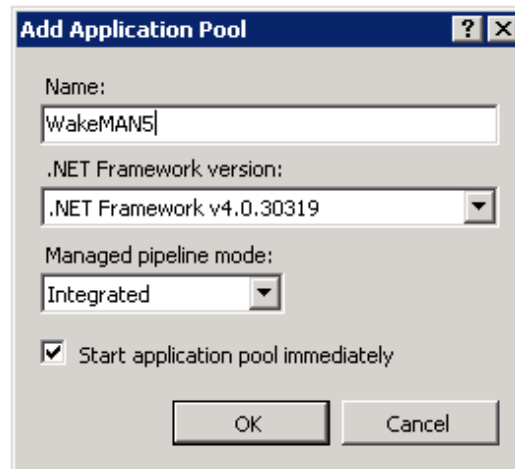 Add Application Pool
Name:
WakeMAN5
.NET Framework version:
.NET Framework v4.0.30319
Managed pipeline mode:
Integrated
Start application pool immediately
OK Cancel